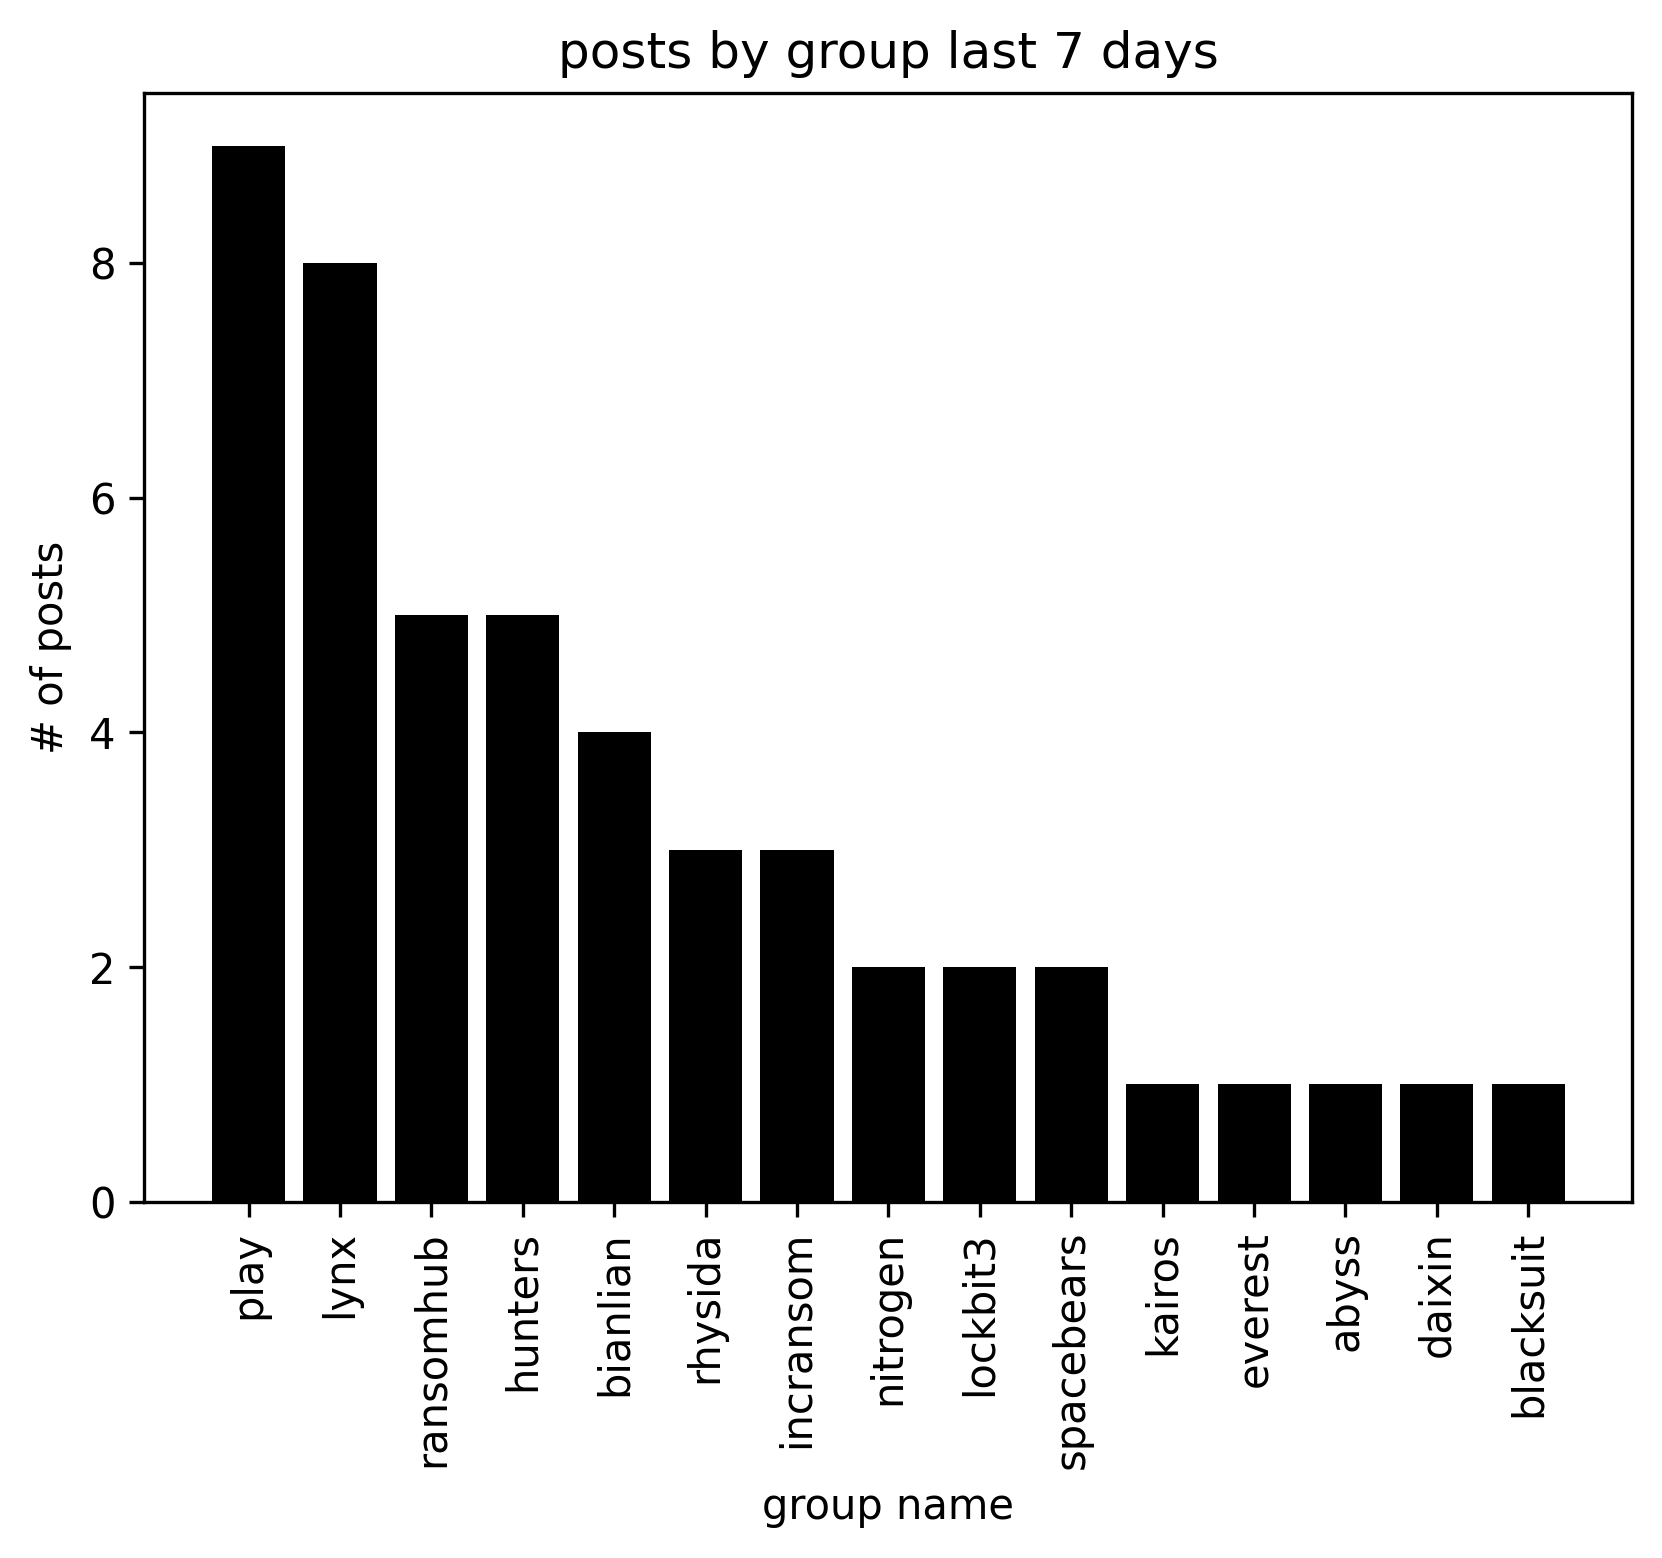 posts by group last 7 days
# of posts
8
6
4
2
0
play
lynx
ransomhub
hunters
bianlian
rhysida
incransom
nitrogen
lockbit3
spacebears
kairos
everest
abyss
daixin
blacksuit
group name